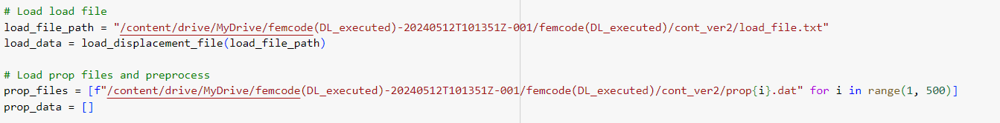 # Load load file
load_file_path = "/content/drive/MyDrive/femcode(DL_executed)-20240512T101351Z-001/femcode(DL_executed)/cont_ver2/load_file.txt"
load_data = load_displacement_file(load_file_path)
# Load prop files and preprocess
prop_files = [f"/content/drive/MyDrive/femcode(DL_executed)-20240512T101351Z-001/femcode(DL_executed)/cont_ver2/prop{i}.dat" for i in range(1, 500)]
prop_data = []